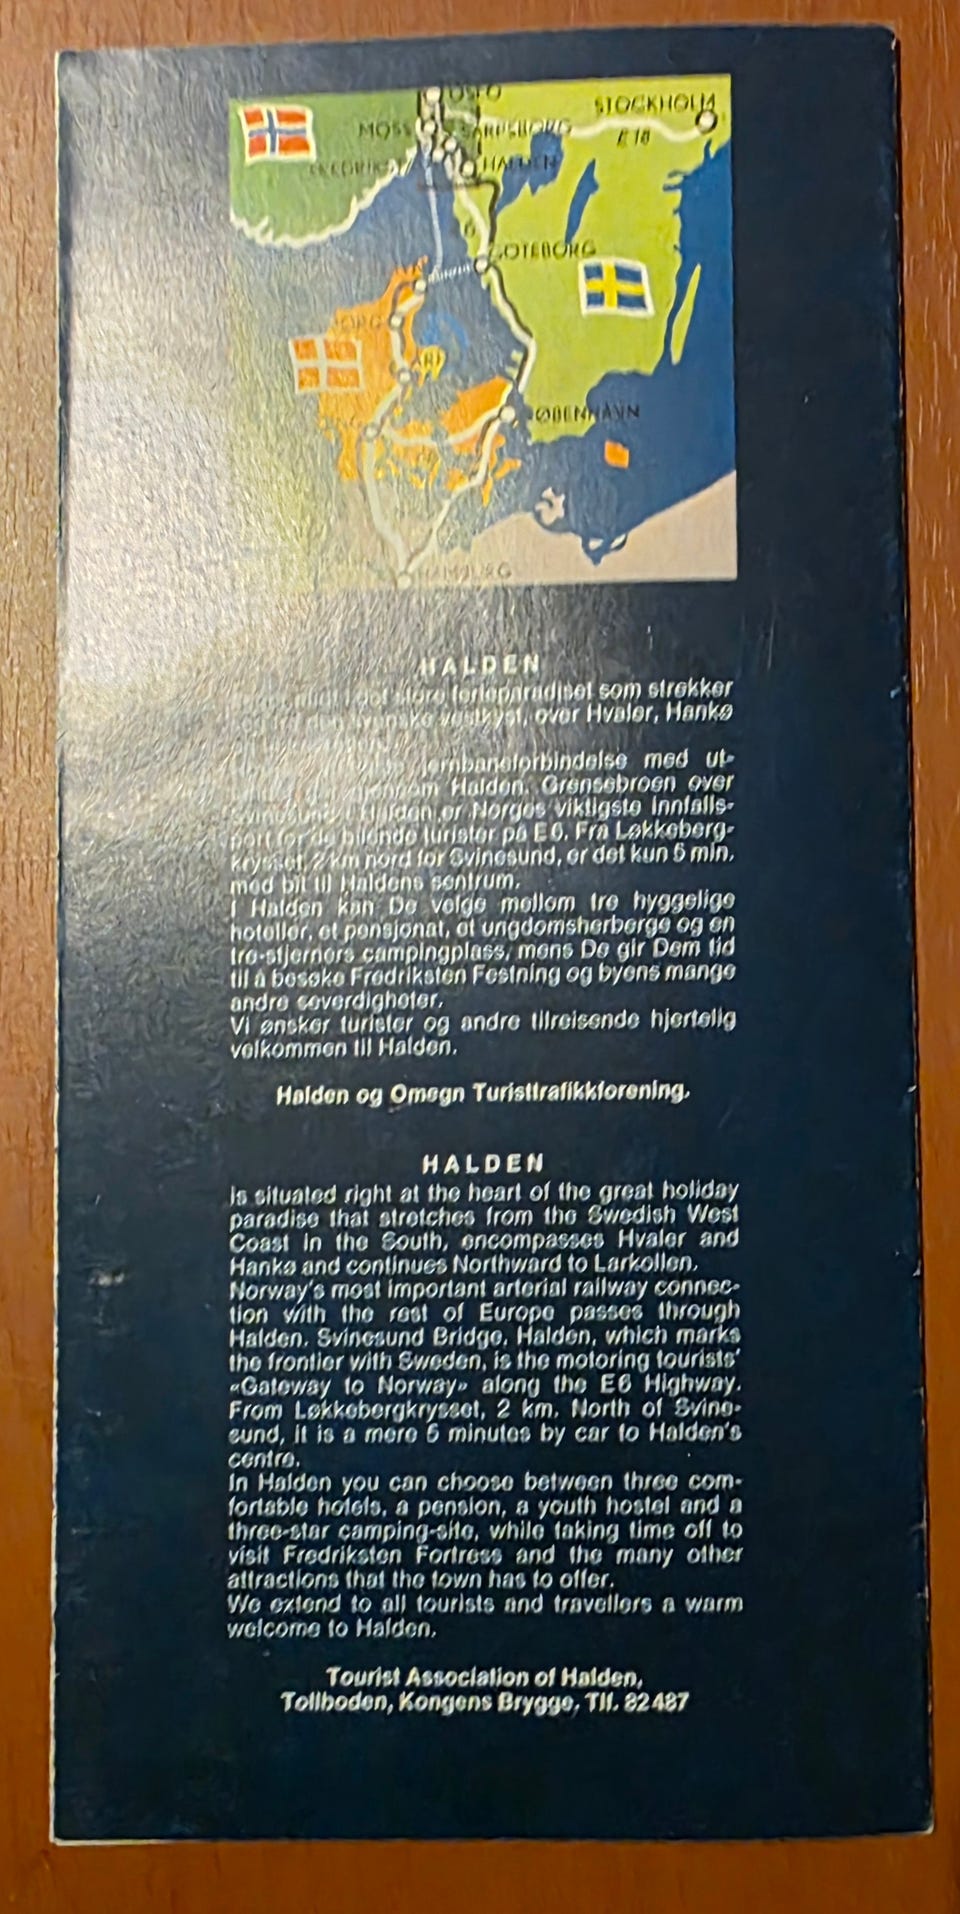 OSLO
STOCKHOLM
MOSS
SARPSBORG
E 18
HALDEN
GÖTEBORG
KØBENHAVN
HAMBURG
HALDEN
store ferieparadiset som strekker
vestkyst, over Hvaler, Hankø
jernbaneforbindelse med ut-
Halden. Grensebroen over
Svinesund, Halden er Norges viktigste innfalls-
port for de bilende turister på E 6. Fra Løkkeberg-
krysset, 2 km nord for Svinesund, er det kun 5 min.
med bil til Haldens sentrum.
I Halden kan De velge mellom tre hyggelige
hoteller, et pensjonat, et ungdomsherberge og en
tre-stjerners campingplass, mens De gir Dem tid
til å besøke Fredriksten Festning og byens mange
andre severdigheter.
Vi ønsker turister og andre tilreisende hjertelig
velkommen til Halden.
Halden og Omegn Turisttrafikkforening.
HALDEN
is situated right at the heart of the great holiday
paradise that stretches from the Swedish West
Coast in the South, encompasses Hvaler and
Hankø and continues Northward to Larkollen.
Norway's most important arterial railway connec-
tion with the rest of Europe passes through
Halden. Svinesund Bridge, Halden, which marks
the frontier with Sweden, is the motoring tourists'
«Gateway to Norway» along the E6 Highway.
From Løkkebergkrysset, 2 km. North of Svine-
sund, it is a mere 5 minutes by car to Halden's
centre.
In Halden you can choose between three com-
fortable hotels, a pension, a youth hostel and a
three-star camping-site, while taking time off to
visit Fredriksten Fortress and the many other
attractions that the town has to offer.
We extend to all tourists and travellers a warm
welcome to Halden.
Tourist Association of Halden,
Tollboden, Kongens Brygge, Tlf. 82 487